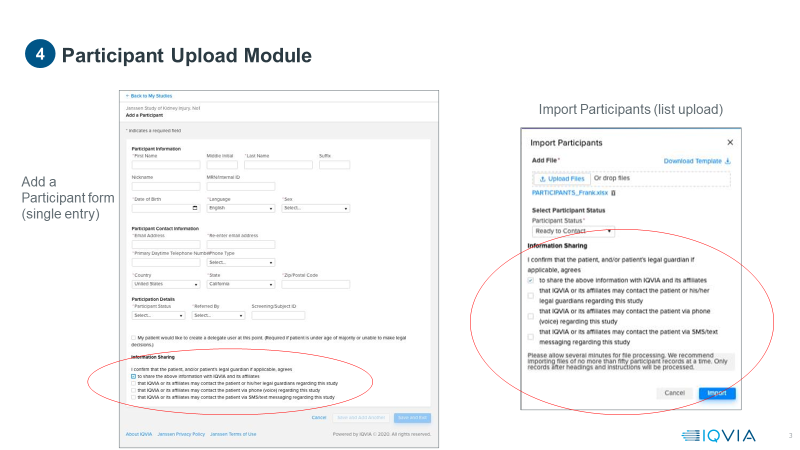 4 Participant Upload Module
Add a
Participant form
(single entry)
← Back to My Studies
Janssen Study of Kidney Injury, No1
Add a Participant
* Indicates a required field
Participant Information
*First Name Middle Initial *Last Name Suffix
Nickname MRN/Internal ID
*Date of Birth *Language *Sex
English Select...
Participant Contact Information
*Email Address *Re-enter email address
*Primary Daytime Telephone Number *Phone Type
Select...
*Country *State *Zip/Postal Code
United States California
Participation Details
*Participant Status *Referred By Screening/Subject ID
Select... Select...
My patient would like to create a delegate user at this point. (Required if patient is under age of majority or unable to make legal
decisions.)
Information Sharing
I confirm that the patient, and/or patient's legal guardian if applicable, agrees
to share the above information with IQVIA and its affiliates
that IQVIA or its affiliates may contact the patient or his/her legal guardians regarding this study
that IQVIA or its affiliates may contact the patient via phone (voice) regarding this study
that IQVIA or its affiliates may contact the patient via SMS/text messaging regarding this study
Cancel Save and Add Another Save and Exit
About IQVIA Janssen Privacy Policy Janssen Terms of Use Powered by IQVIA © 2020. All rights reserved.
Import Participants (list upload)
Import Participants
Add File* Download Template
Upload Files Or drop files
PARTICIPANTS_Frank.xlsx
Select Participant Status
Participant Status*
Ready to Contact
Information Sharing
I confirm that the patient, and/or patient's legal guardian if
applicable, agrees
to share the above information with IQVIA and its affiliates
that IQVIA or its affiliates may contact the patient or his/her
legal guardians regarding this study
that IQVIA or its affiliates may contact the patient via phone
(voice) regarding this study
that IQVIA or its affiliates may contact the patient via SMS/text
messaging regarding this study
Please allow several minutes for file processing. We recommend
importing files of no more than fifty participant records at a time. Only
records after headings and instructions will be processed.
Cancel Import
IQVIA
3